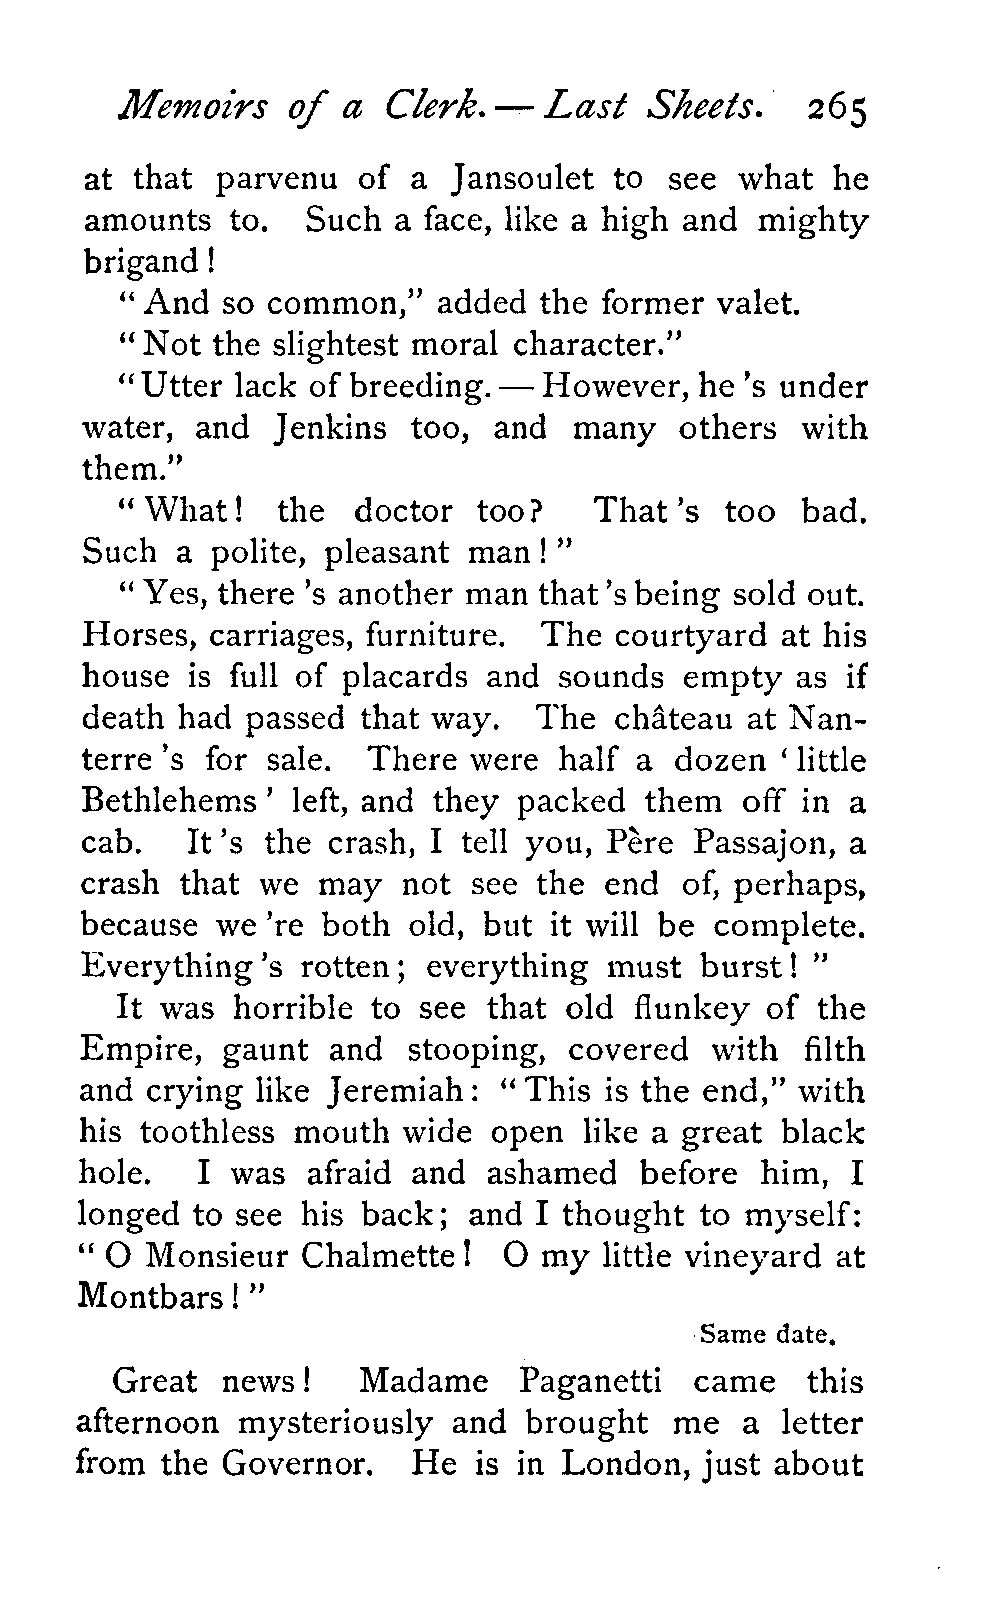 Memoirs of a Clerk. — Last Sheets. 265
at that parvenu of a Jansoulet to see what he
amounts to. Such a face, like a high and mighty
brigand!
"And so common," added the former valet.
"Not the slightest moral character."
"Utter lack of breeding. — However, he's under
water, and Jenkins too, and many others with
them."
"What! the doctor too? That's too bad.
Such a polite, pleasant man!"
"Yes, there's another man that's being sold out.
Horses, carriages, furniture. The courtyard at his
house is full of placards and sounds empty as if
death had passed that way. The château at Nan-
terre's for sale. There were half a dozen 'little
Bethlehems' left, and they packed them off in a
cab. It's the crash, I tell you, Père Passajon, a
crash that we may not see the end of, perhaps,
because we're both old, but it will be complete.
Everything's rotten; everything must burst!"
It was horrible to see that old flunkey of the
Empire, gaunt and stooping, covered with filth
and crying like Jeremiah: "This is the end," with
his toothless mouth wide open like a great black
hole. I was afraid and ashamed before him, I
longed to see his back; and I thought to myself:
"O Monsieur Chalmette! O my little vineyard at
Montbars!"
Same date.
Great news! Madame Paganetti came this
afternoon mysteriously and brought me a letter
from the Governor. He is in London, just about